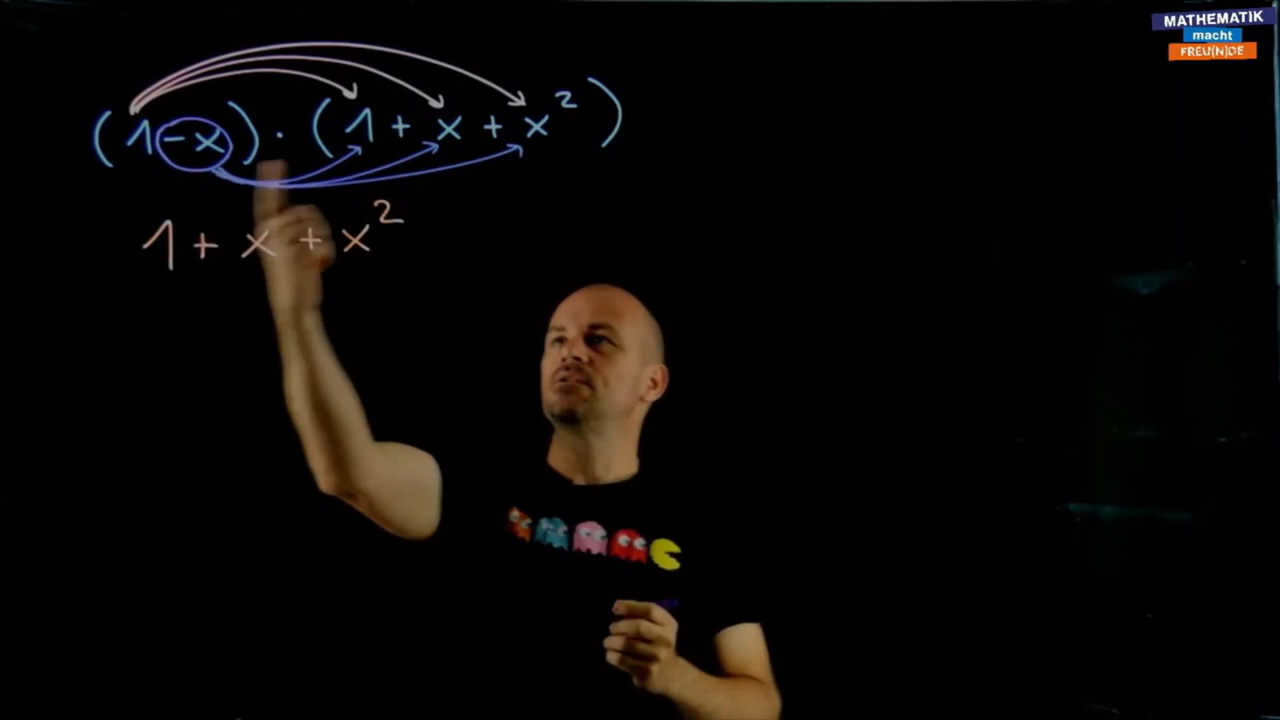 MATHEMATIK
macht
FREU(N)DE
(1-x) · (1 + x + x²)
1 + x + x²